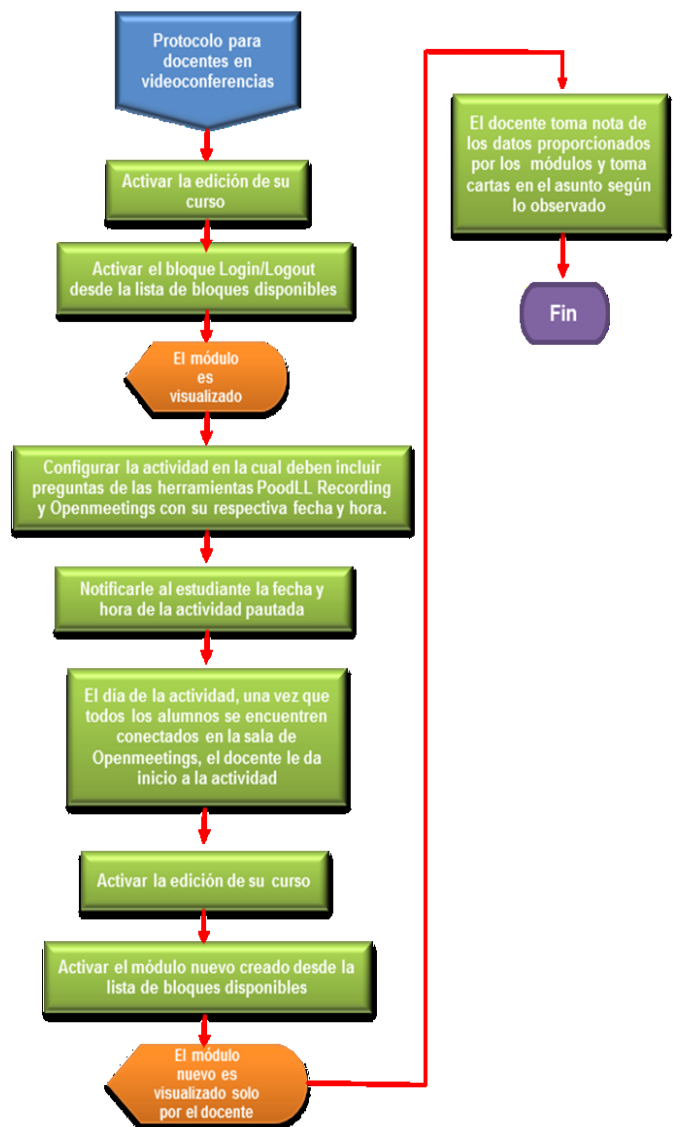 Protocolo para
docentes en
videoconferencias
Activar la edición de su
curso
Activar el bloque Login/Logout
desde la lista de bloques disponibles
El módulo
es
visualizado
Configurar la actividad en la cual deben incluir
preguntas de las herramientas PoodLL Recording
y Openmeetings con su respectiva fecha y hora.
Notificarle al estudiante la fecha y
hora de la actividad pautada
El día de la actividad, una vez que
todos los alumnos se encuentren
conectados en la sala de
Openmeetings, el docente le da
inicio a la actividad
Activar la edición de su curso
Activar el módulo nuevo creado desde la
lista de bloques disponibles
El módulo
nuevo es
visualizado solo
por el docente
El docente toma nota de
los datos proporcionados
por los módulos y toma
cartas en el asunto según
lo observado
Fin